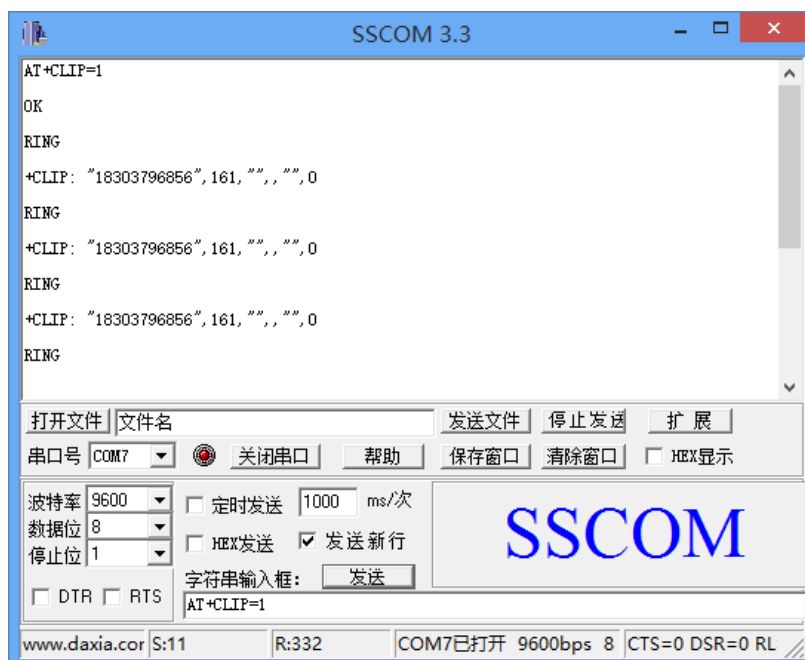 SSCOM 3.3
AT+CLIP=1
OK
RING
+CLIP: "18303796856",161,"",,"",0
RING
+CLIP: "18303796856",161,"",,"",0
RING
+CLIP: "18303796856",161,"",,"",0
RING
打开文件 文件名 发送文件 停止发送 扩展
串口号 COM7 关闭串口 帮助 保存窗口 清除窗口 HEX显示
波特率 9600 定时发送 1000 ms/次
数据位 8 HEX发送 发送新行
停止位 1
SSCOM
字符串输入框: 发送
DTR RTS AT+CLIP=1
www.daxia.cor S:11 R:332 COM7已打开 9600bps 8 CTS=0 DSR=0 RL